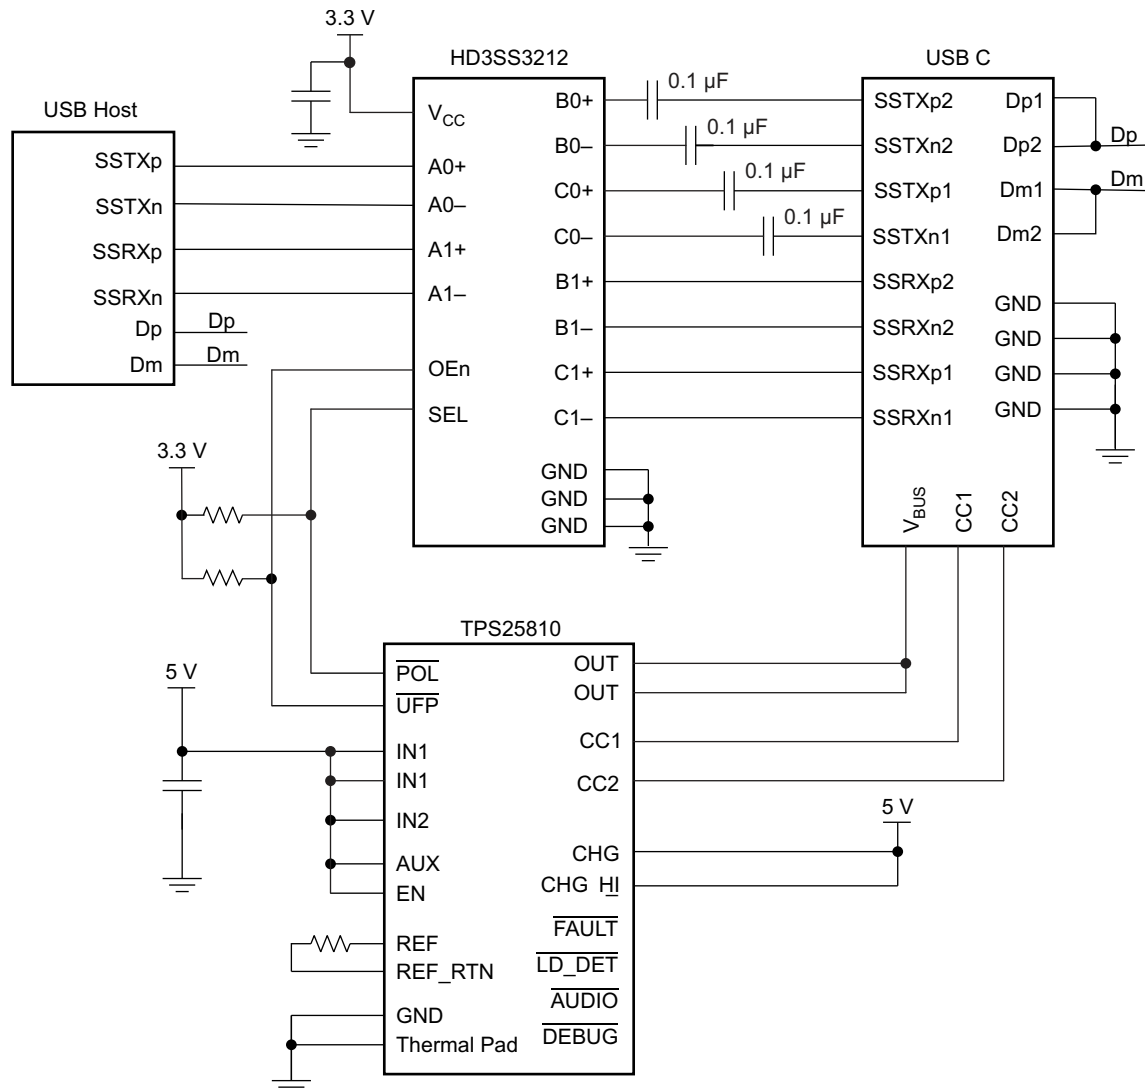 3.3 V
HD3SS3212
USB C
USB Host
0.1 µF
0.1 µF
0.1 µF
0.1 µF
SSTXp
SSTXn
SSRXp
SSRXn
Dp
Dm
Dp
Dm
VCC
A0+
A0–
A1+
A1–
OEn
SEL
B0+
B0–
C0+
C0–
B1+
B1–
C1+
C1–
GND
GND
GND
SSTXp2
SSTXn2
SSTXp1
SSTXn1
SSRXp2
SSRXn2
SSRXp1
SSRXn1
Dp1
Dp2
Dm1
Dm2
GND
GND
GND
GND
Dp
Dm
VBUS
CC1
CC2
3.3 V
TPS25810
5 V
POL
UFP
IN1
IN1
IN2
AUX
EN
REF
REF_RTN
GND
Thermal Pad
OUT
OUT
CC1
CC2
CHG
CHG_HI
FAULT
LD_DET
AUDIO
DEBUG
5 V